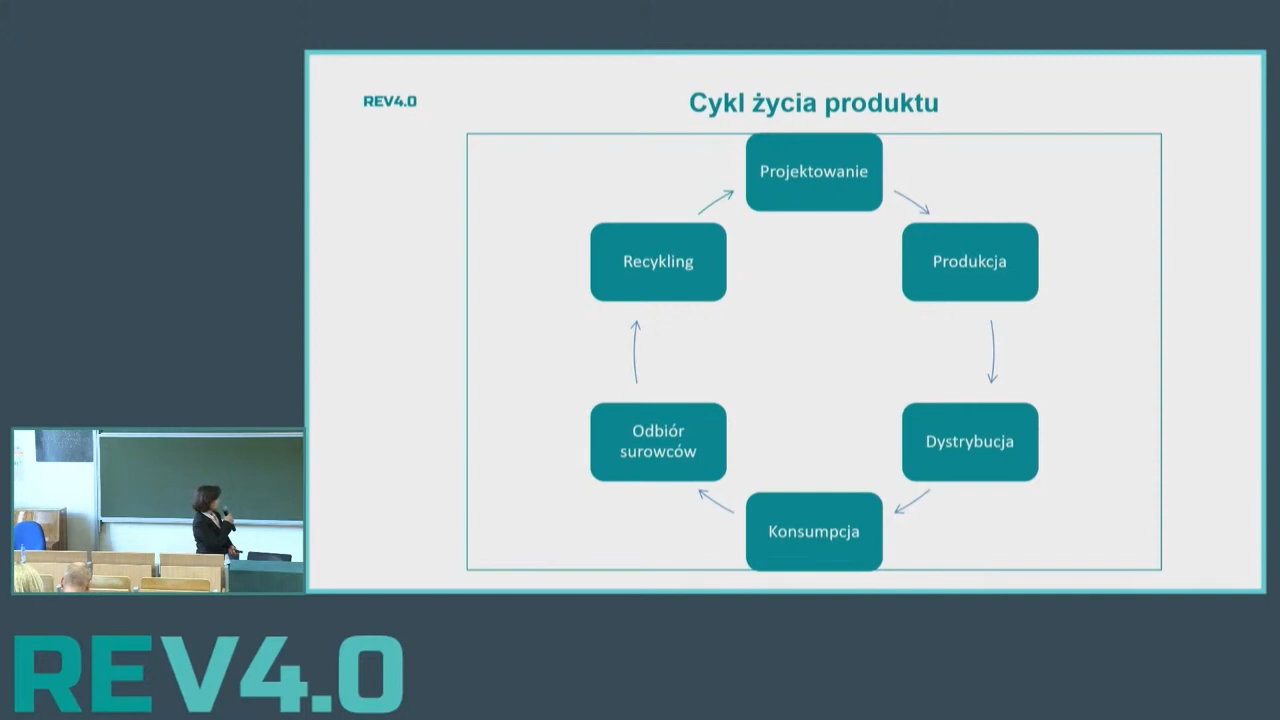 REV4.0
Cykl życia produktu
Projektowanie
Recykling
Produkcja
Odbiór
surowców
Dystrybucja
Konsumpcja
REV4.0